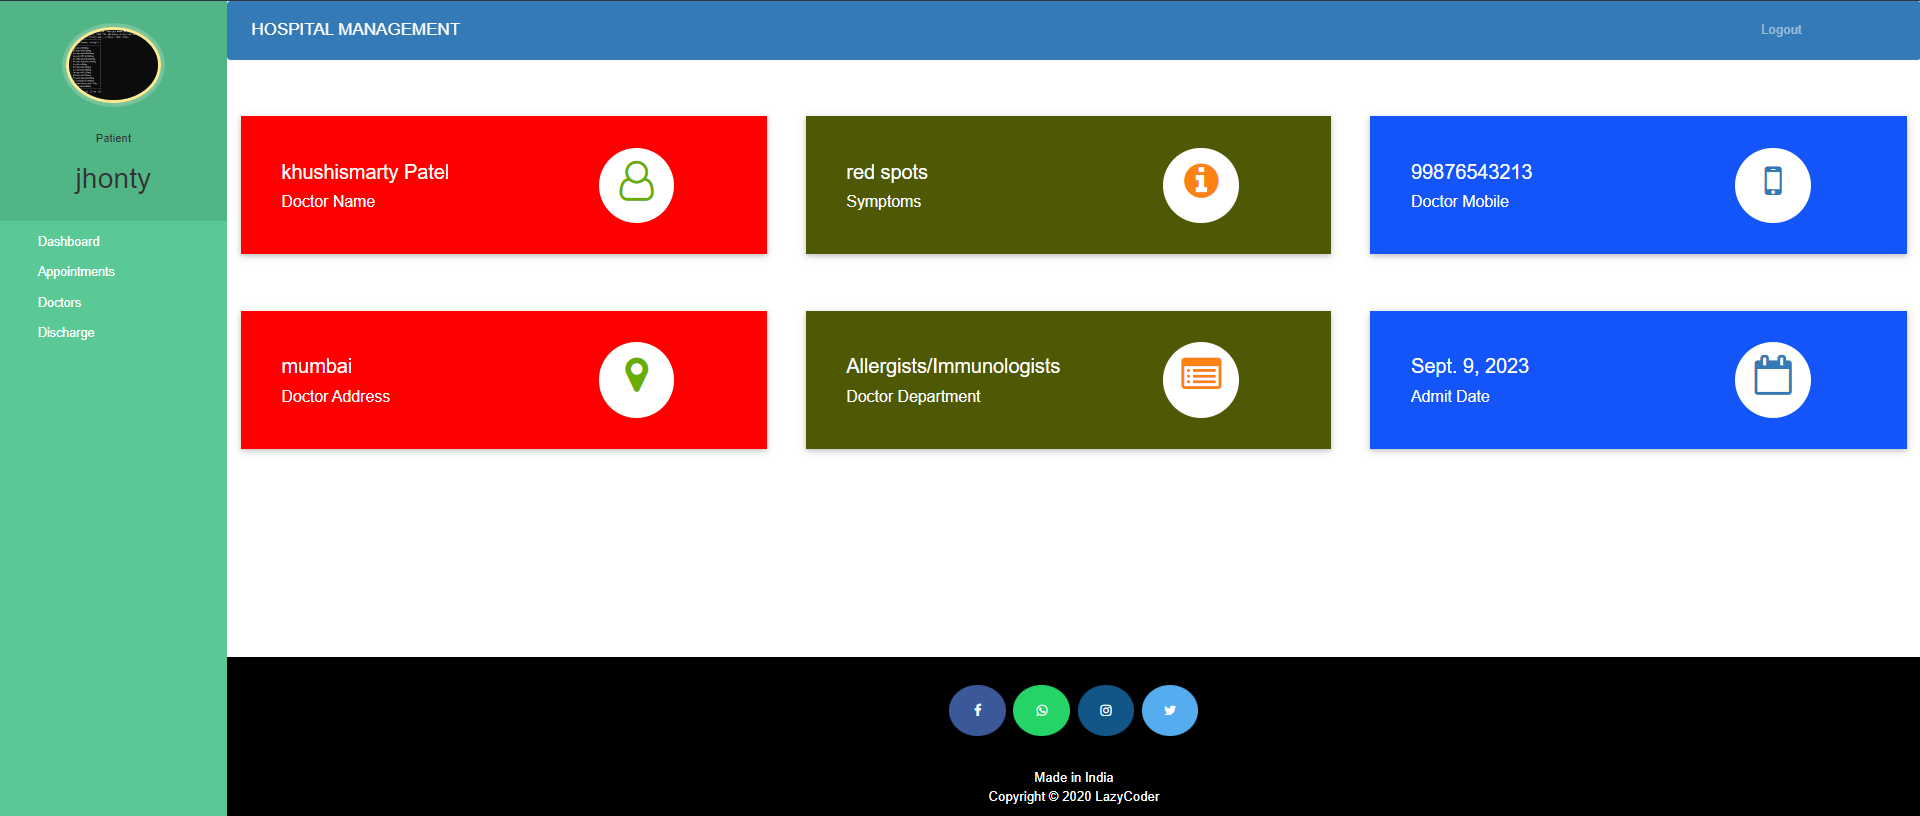 Patient
jhonty
Dashboard
Appointments
Doctors
Discharge
HOSPITAL MANAGEMENT
Logout
khushismarty Patel
Doctor Name
red spots
Symptoms
99876543213
Doctor Mobile
mumbai
Doctor Address
Allergists/Immunologists
Doctor Department
Sept. 9, 2023
Admit Date
Made in India
Copyright © 2020 LazyCoder